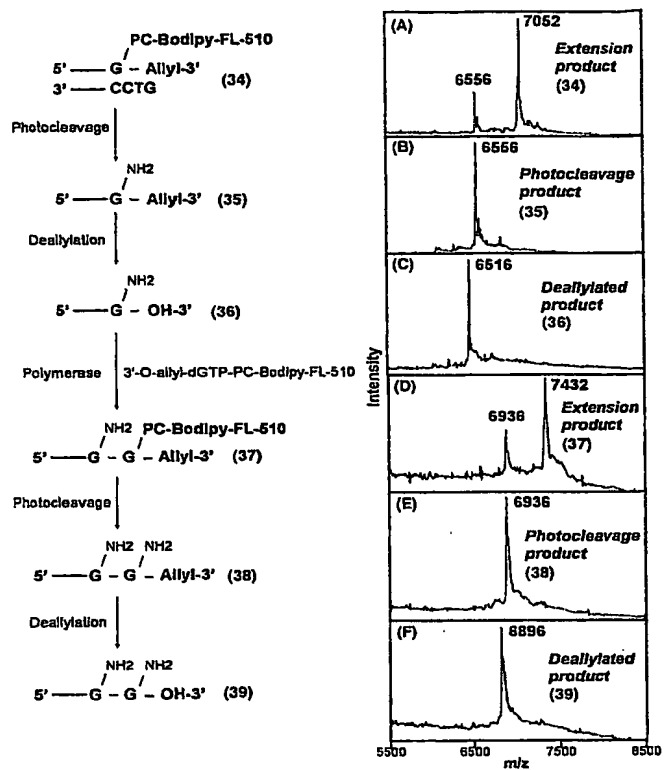 PC-Bodipy-FL-510
5' G - Allyl-3'
3' CCTG (34)
Photocleavage
NH2
5' G - Allyl-3' (35)
Deallylation
NH2
5' G - OH-3' (36)
Polymerase 3'-O-allyl-dGTP-PC-Bodipy-FL-510
NH2 PC-Bodipy-FL-510
5' G - G - Allyl-3' (37)
Photocleavage
NH2 NH2
5' G - G - Allyl-3' (38)
Deallylation
NH2 NH2
5' G - G - OH-3' (39)
Intensity
(A) 7052
6556
Extension
product
(34)
(B) 6556
Photocleavage
product
(35)
(C) 6516
Deallylated
product
(36)
(D) 7432
6936
Extension
product
(37)
(E) 6936
Photocleavage
product
(38)
(F) 6896
Deallylated
product
(39)
5500 6500 7500 8500
m/z